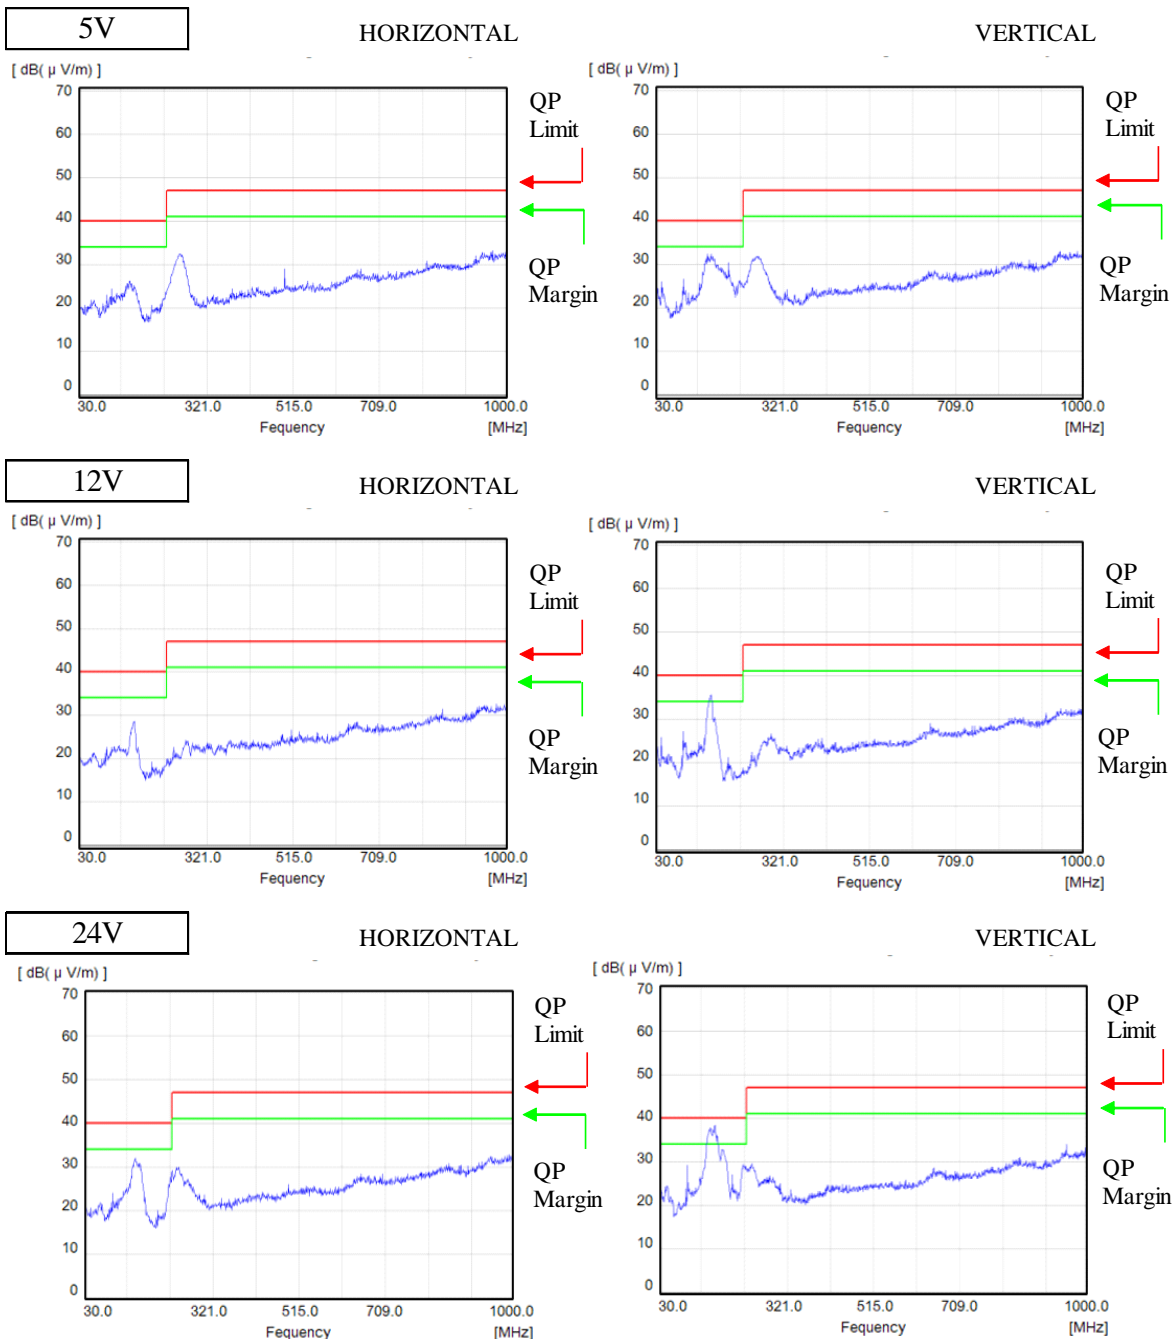 5V
HORIZONTAL
VERTICAL
[ dB( μ V/m) ]
70
60
50
40
30
20
10
0
30.0 321.0 515.0 709.0 1000.0
Fequency [MHz]
QP
Limit
QP
Margin
[ dB( μ V/m) ]
70
60
50
40
30
20
10
0
30.0 321.0 515.0 709.0 1000.0
Fequency [MHz]
QP
Limit
QP
Margin
12V
HORIZONTAL
VERTICAL
[ dB( μ V/m) ]
70
60
50
40
30
20
10
0
30.0 321.0 515.0 709.0 1000.0
Fequency [MHz]
QP
Limit
QP
Margin
[ dB( μ V/m) ]
70
60
50
40
30
20
10
0
30.0 321.0 515.0 709.0 1000.0
Fequency [MHz]
QP
Limit
QP
Margin
24V
HORIZONTAL
VERTICAL
[ dB( μ V/m) ]
70
60
50
40
30
20
10
0
30.0 321.0 515.0 709.0 1000.0
Fequency [MHz]
QP
Limit
QP
Margin
[ dB( μ V/m) ]
70
60
50
40
30
20
10
0
30.0 321.0 515.0 709.0 1000.0
Fequency [MHz]
QP
Limit
QP
Margin